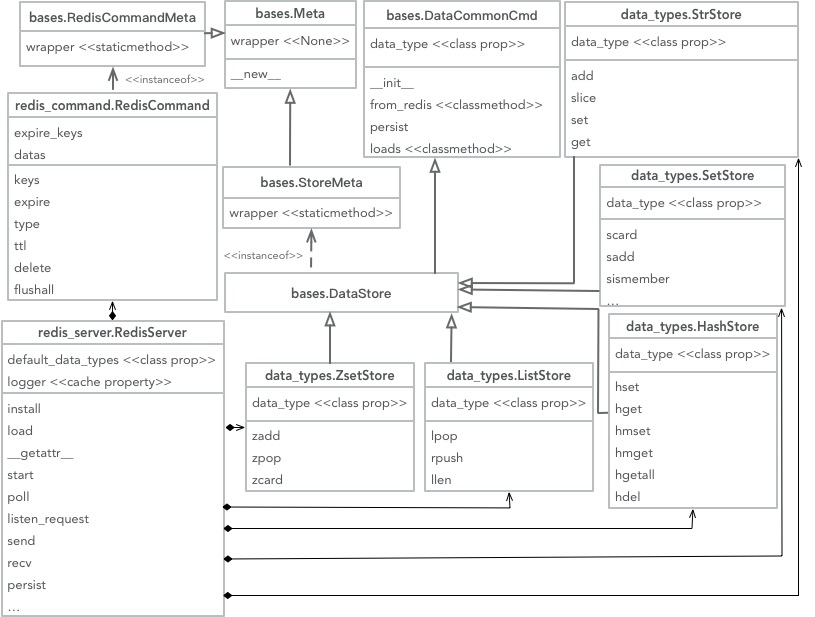 bases.RedisCommandMeta
wrapper <<staticmethod>>
bases.Meta
wrapper <<None>>
__new__
bases.DataCommonCmd
data_type <<class prop>>
__init__
from_redis <<classmethod>>
persist
loads <<classmethod>>
data_types.StrStore
data_type <<class prop>>
add
slice
set
get
<<instanceof>>
redis_command.RedisCommand
expire_keys
datas
keys
expire
type
ttl
delete
flushall
bases.StoreMeta
wrapper <<staticmethod>>
<<instanceof>>
bases.DataStore
data_types.SetStore
data_type <<class prop>>
scard
sadd
sismember
...
redis_server.RedisServer
default_data_types <<class prop>>
logger <<cache property>>
install
load
__getattr__
start
poll
listen_request
send
recv
persist
...
data_types.ZsetStore
data_type <<class prop>>
zadd
zpop
zcard
data_types.ListStore
data_type <<class prop>>
lpop
rpush
llen
data_types.HashStore
data_type <<class prop>>
hset
hget
hmset
hmget
hgetall
hdel